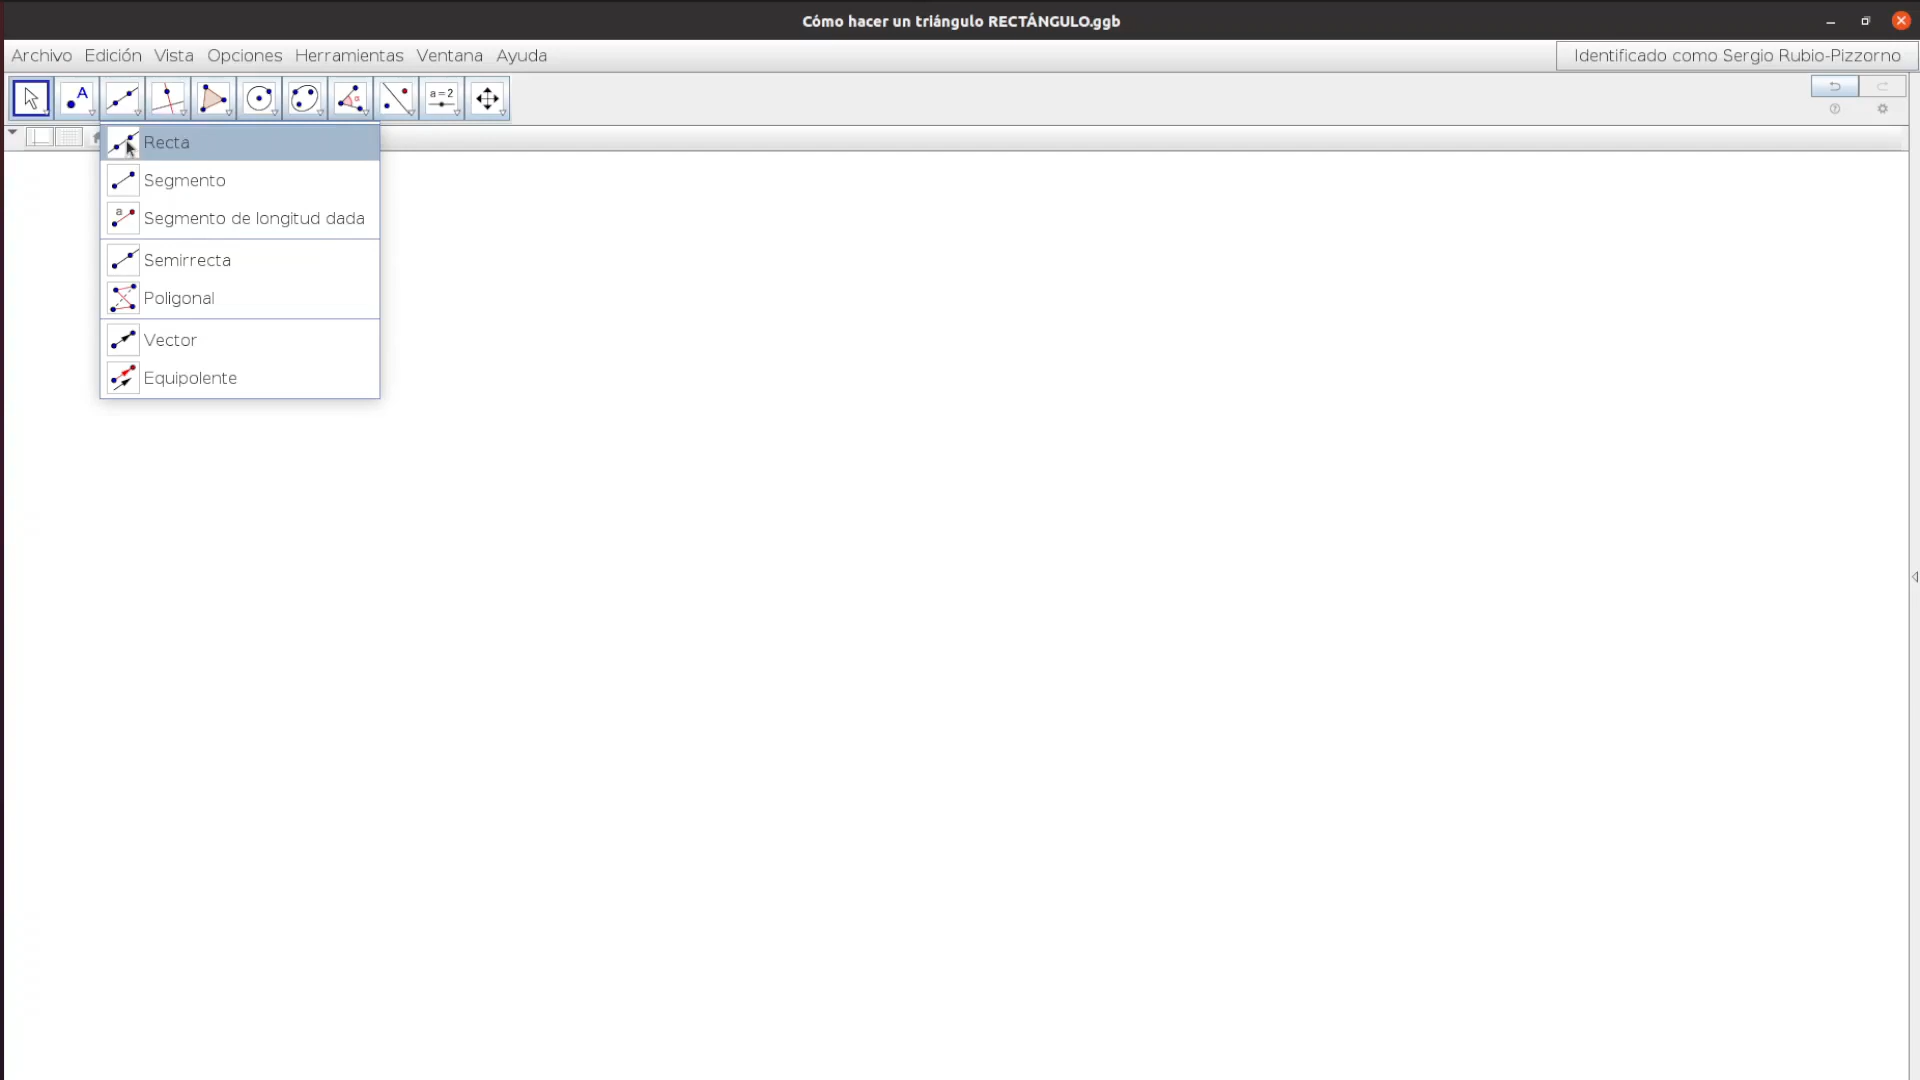 Cómo hacer un triángulo RECTÁNGULO.ggb
Archivo Edición Vista Opciones Herramientas Ventana Ayuda
Identificado como Sergio Rubio-Pizzorno
A
α
a=2
Recta
Segmento
a
Segmento de longitud dada
Semirrecta
Poligonal
Vector
Equipolente